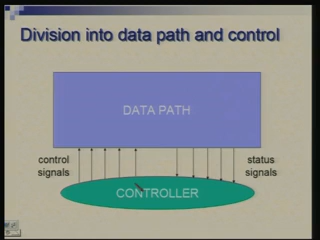 Division into data path and control
DATA PATH
control
signals
status
signals
CONTROLLER